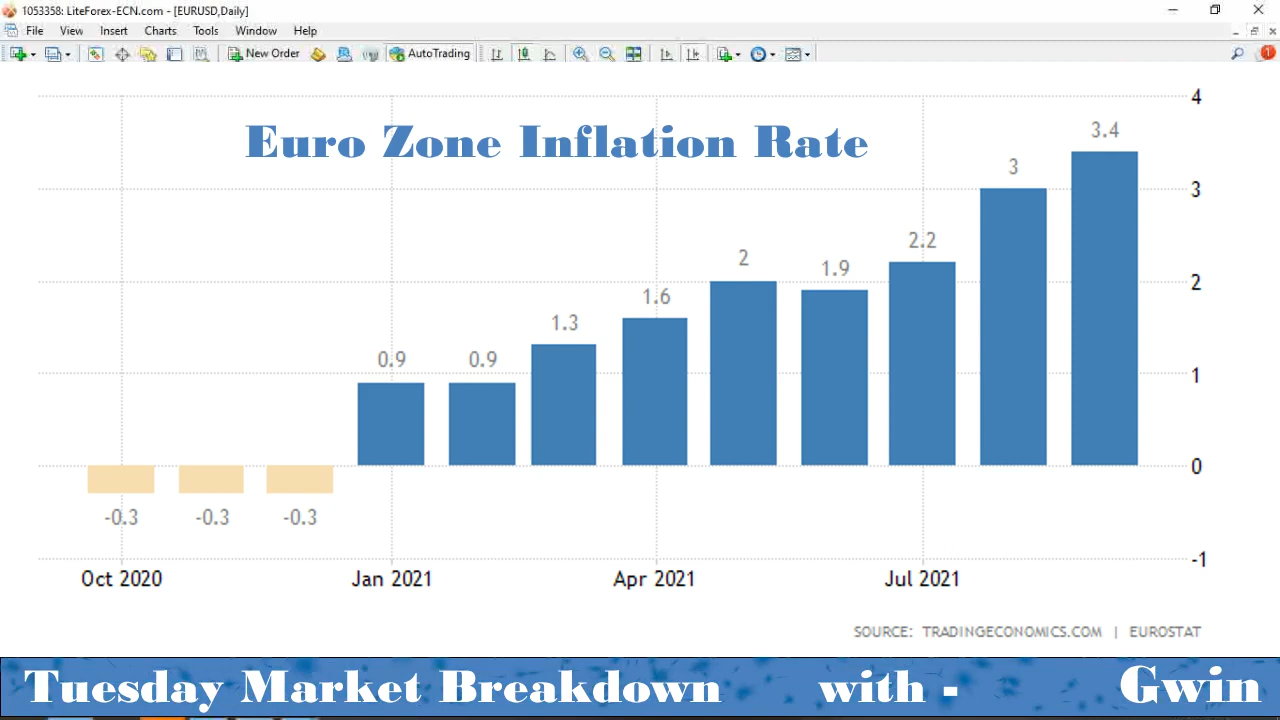 1053358: LiteForex-ECN.com - [EURUSD,Daily]
File View Insert Charts Tools Window Help
New Order AutoTrading 1
Euro Zone Inflation Rate
4
3.4
3
3
2.2
2
2
1.9
1.6
1.3
0.9 0.9
1
0
-0.3 -0.3 -0.3
-1
Oct 2020 Jan 2021 Apr 2021 Jul 2021
SOURCE: TRADINGECONOMICS.COM | EUROSTAT
Tuesday Market Breakdown with - Gwin